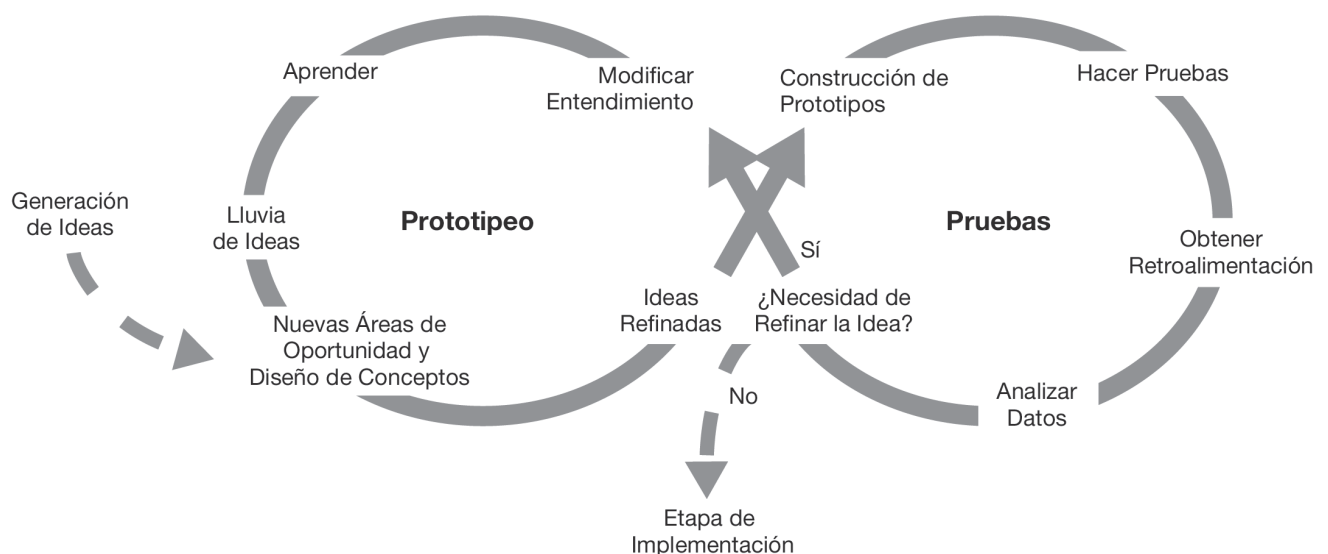 Aprender
Modificar
Entendimiento
Construcción de
Prototipos
Hacer Pruebas
Generación
de Ideas
Lluvia
de Ideas
Prototipeo
Pruebas
Sí
Obtener
Retroalimentación
Nuevas Áreas de
Oportunidad y
Diseño de Conceptos
Ideas
Refinadas
¿Necesidad de
Refinar la Idea?
No
Analizar
Datos
Etapa de
Implementación